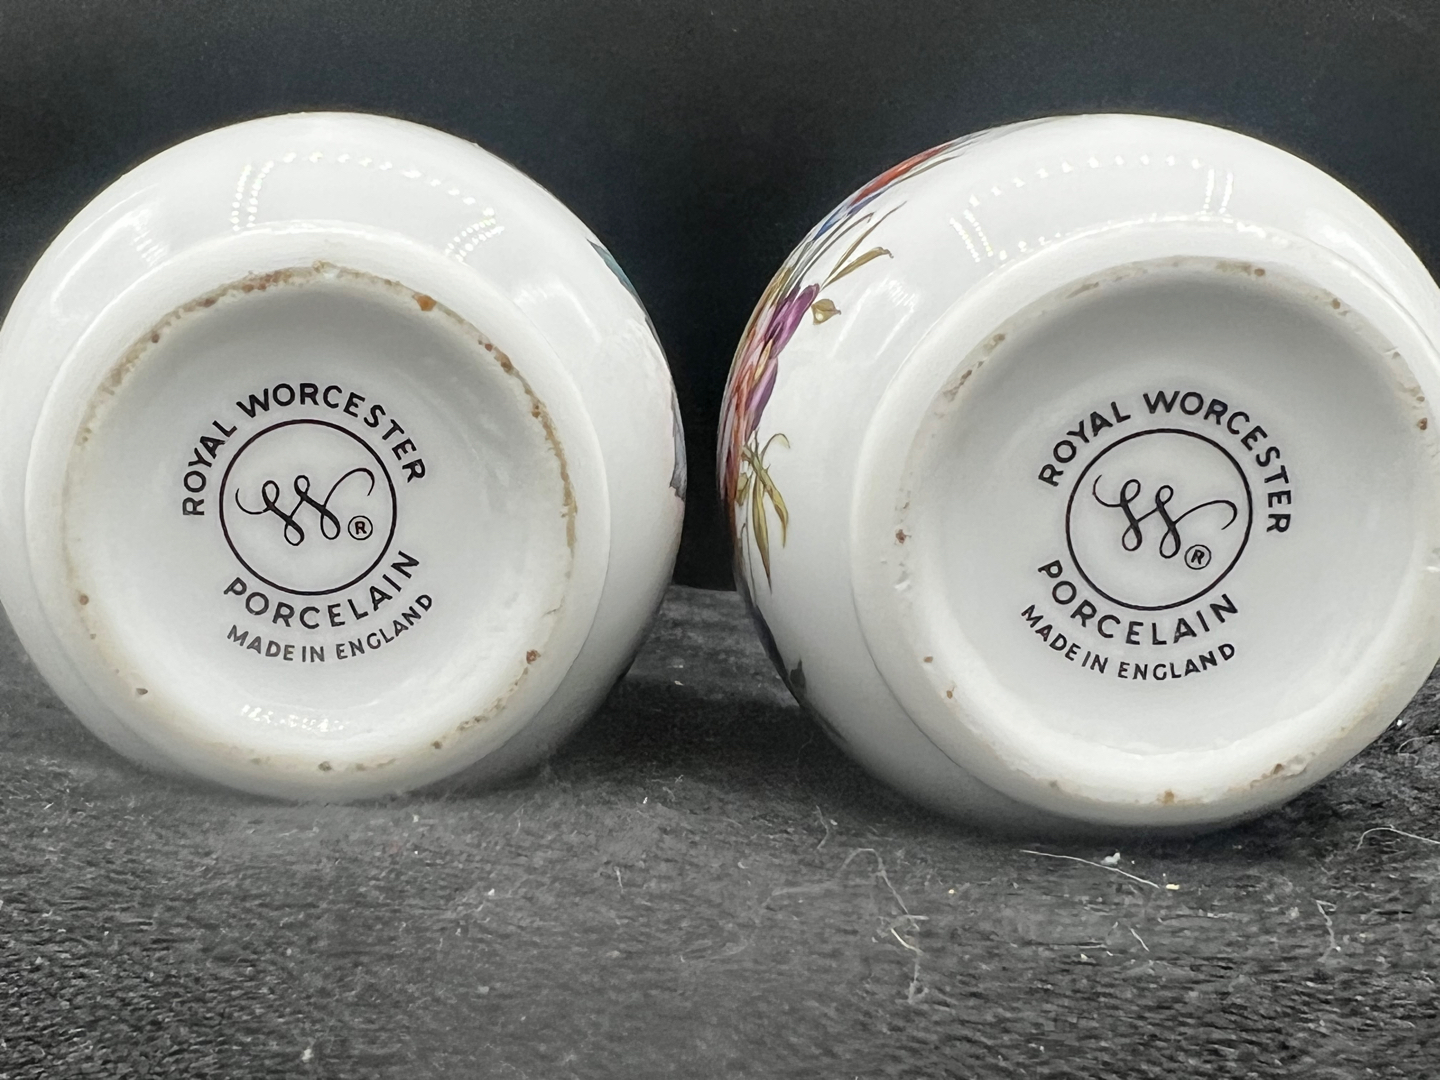 ROYAL WORCESTER
W
®
PORCELAIN
MADE IN ENGLAND
ROYAL WORCESTER
W
®
PORCELAIN
MADE IN ENGLAND